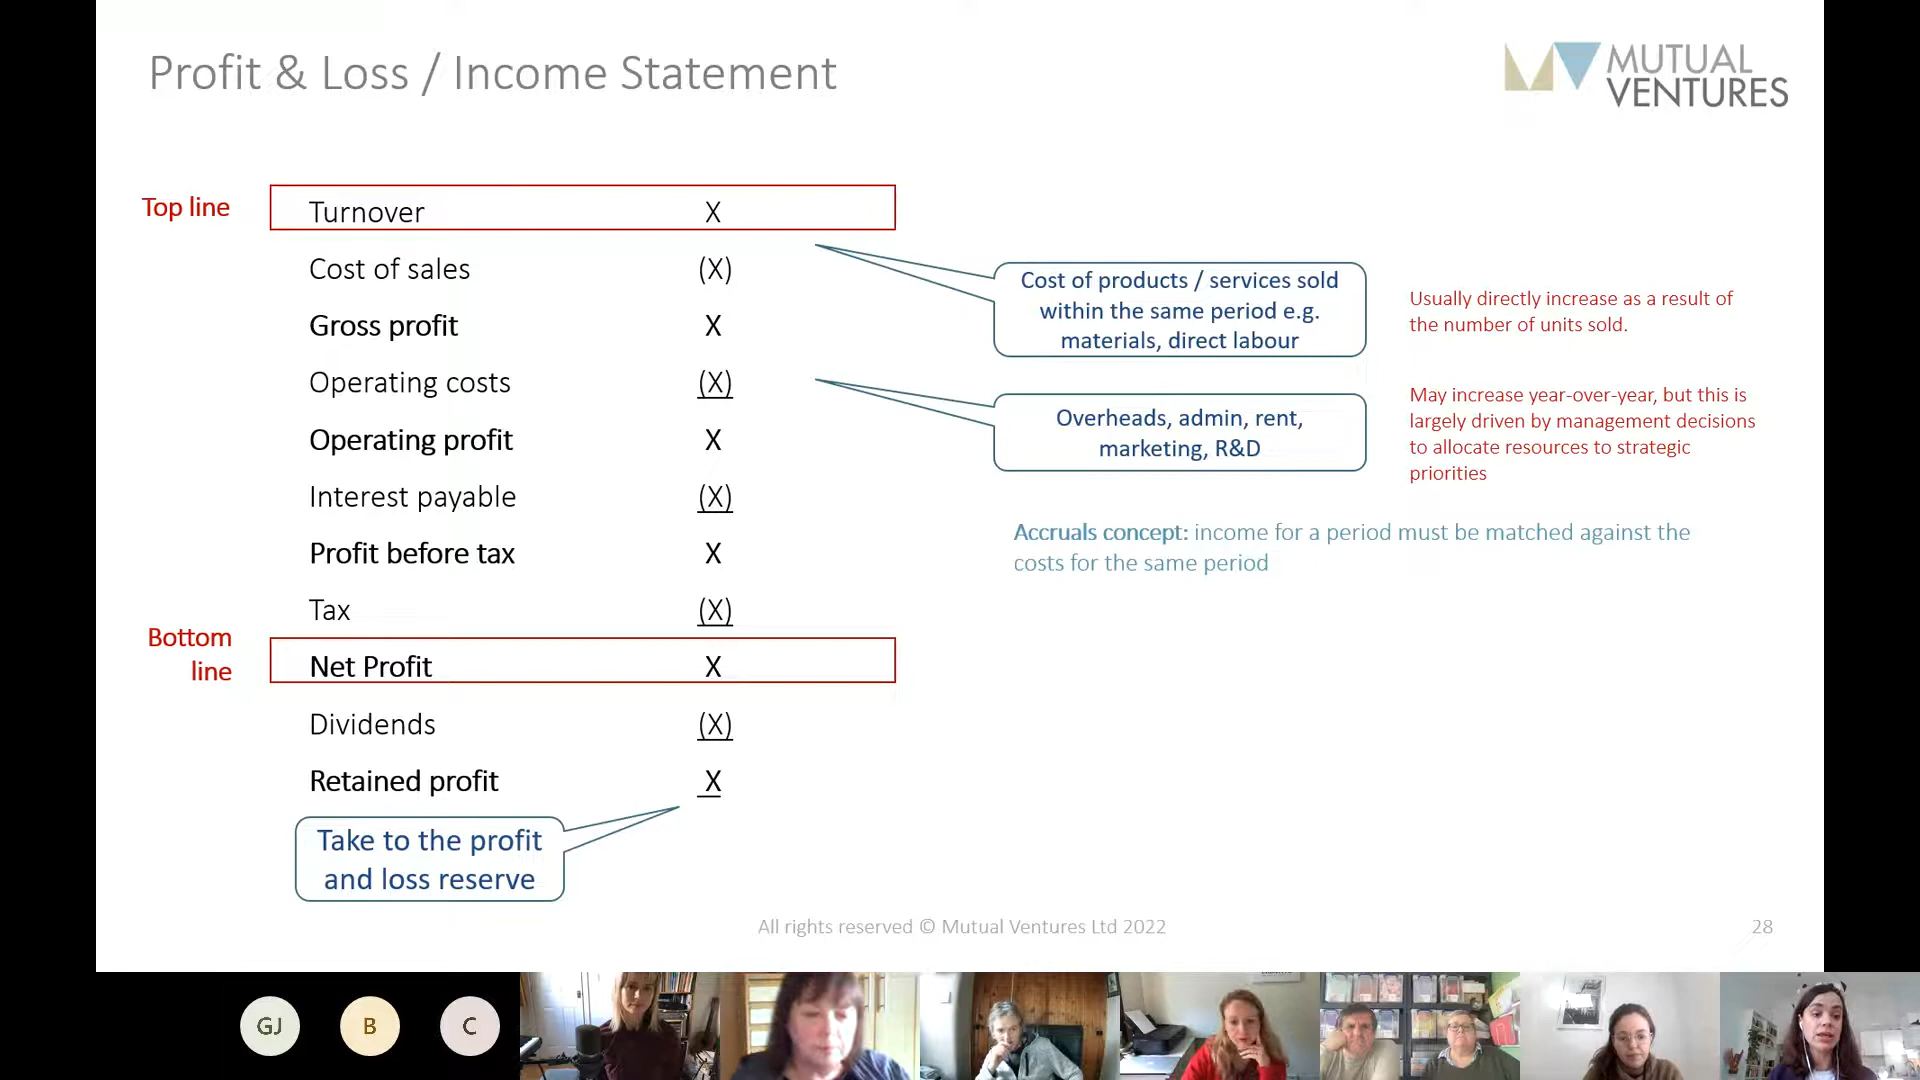 Profit & Loss / Income Statement
MUTUAL
VENTURES
Top line
Turnover X
Cost of sales (X)
Gross profit X
Operating costs (X)
Operating profit X
Interest payable (X)
Profit before tax X
Tax (X)
Bottom
line
Net Profit X
Dividends (X)
Retained profit X
Take to the profit
and loss reserve
Cost of products / services sold
within the same period e.g.
materials, direct labour
Usually directly increase as a result of
the number of units sold.
Overheads, admin, rent,
marketing, R&D
May increase year-over-year, but this is
largely driven by management decisions
to allocate resources to strategic
priorities
Accruals concept: income for a period must be matched against the
costs for the same period
All rights reserved © Mutual Ventures Ltd 2022
28
GJ
B
C